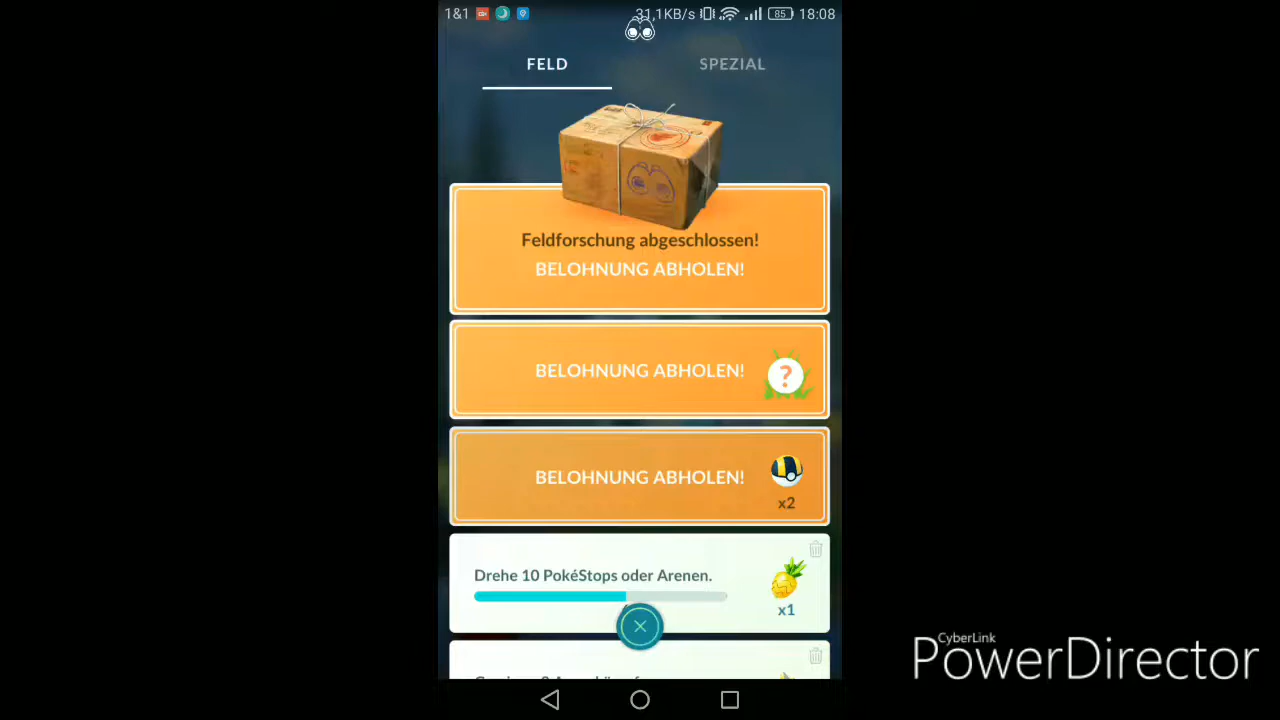 1&1 31,1KB/s 85 18:08
FELD SPEZIAL
Feldforschung abgeschlossen!
BELOHNUNG ABHOLEN!
BELOHNUNG ABHOLEN!
?
BELOHNUNG ABHOLEN!
x2
Drehe 10 PokéStops oder Arenen.
x1
CyberLink
PowerDirector